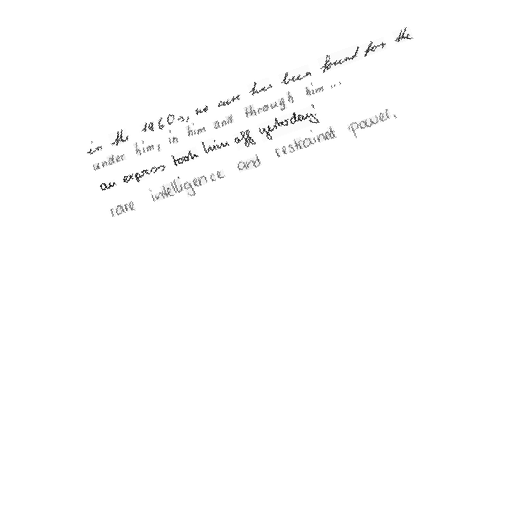 in the 1960s, no cure has been found for the
under him, in him and through him ...
an express took him off yesterday.
rare intelligence and restrained power.